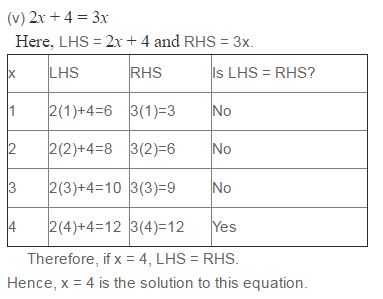 (v) 2x + 4 = 3x
Here, LHS = 2x + 4 and RHS = 3x.
x LHS RHS Is LHS = RHS?
1 2(1)+4=6 3(1)=3 No
2 2(2)+4=8 3(2)=6 No
3 2(3)+4=10 3(3)=9 No
4 2(4)+4=12 3(4)=12 Yes
Therefore, if x = 4, LHS = RHS.
Hence, x = 4 is the solution to this equation.